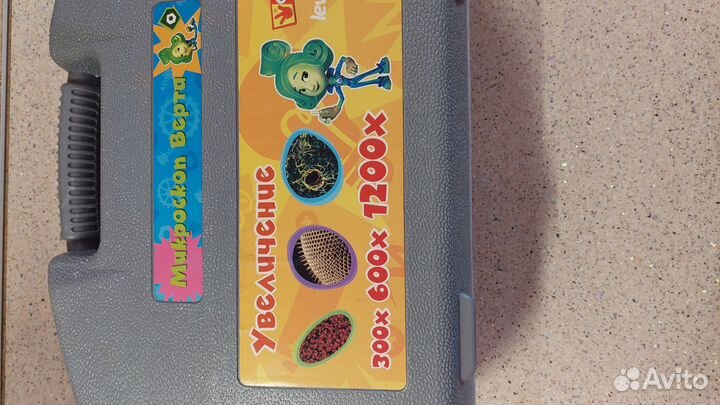 Микроскоп Верта
lev
Увеличение
300x 600x 1200x
Avito